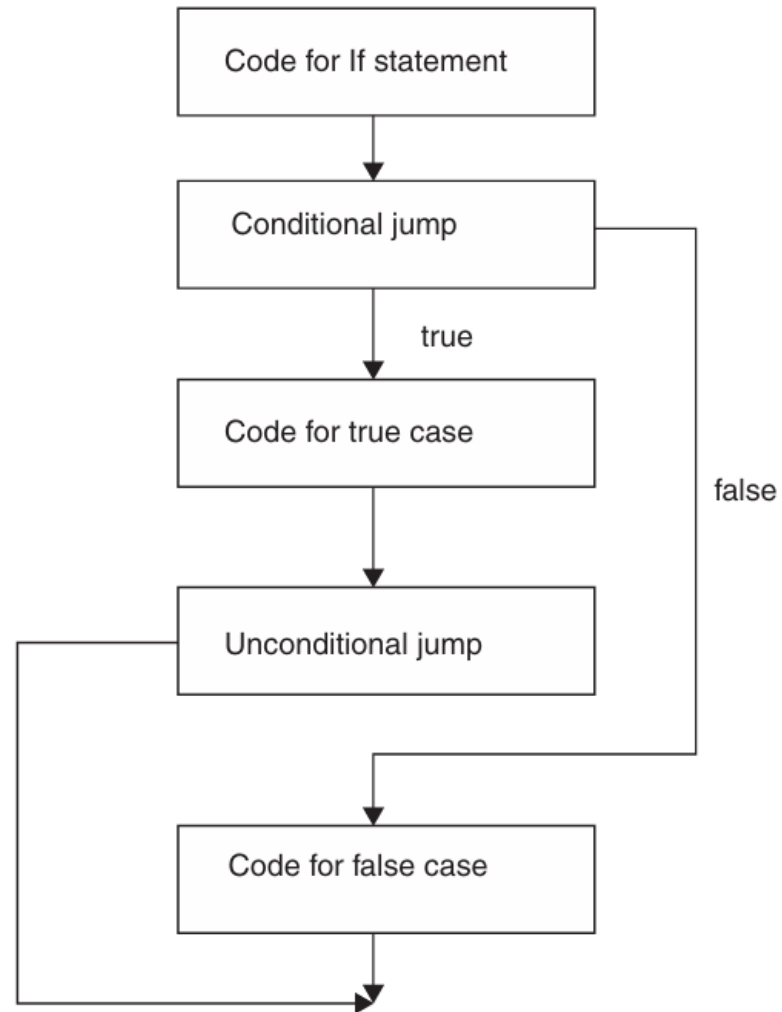 Code for If statement
Conditional jump
true
Code for true case
false
Unconditional jump
Code for false case